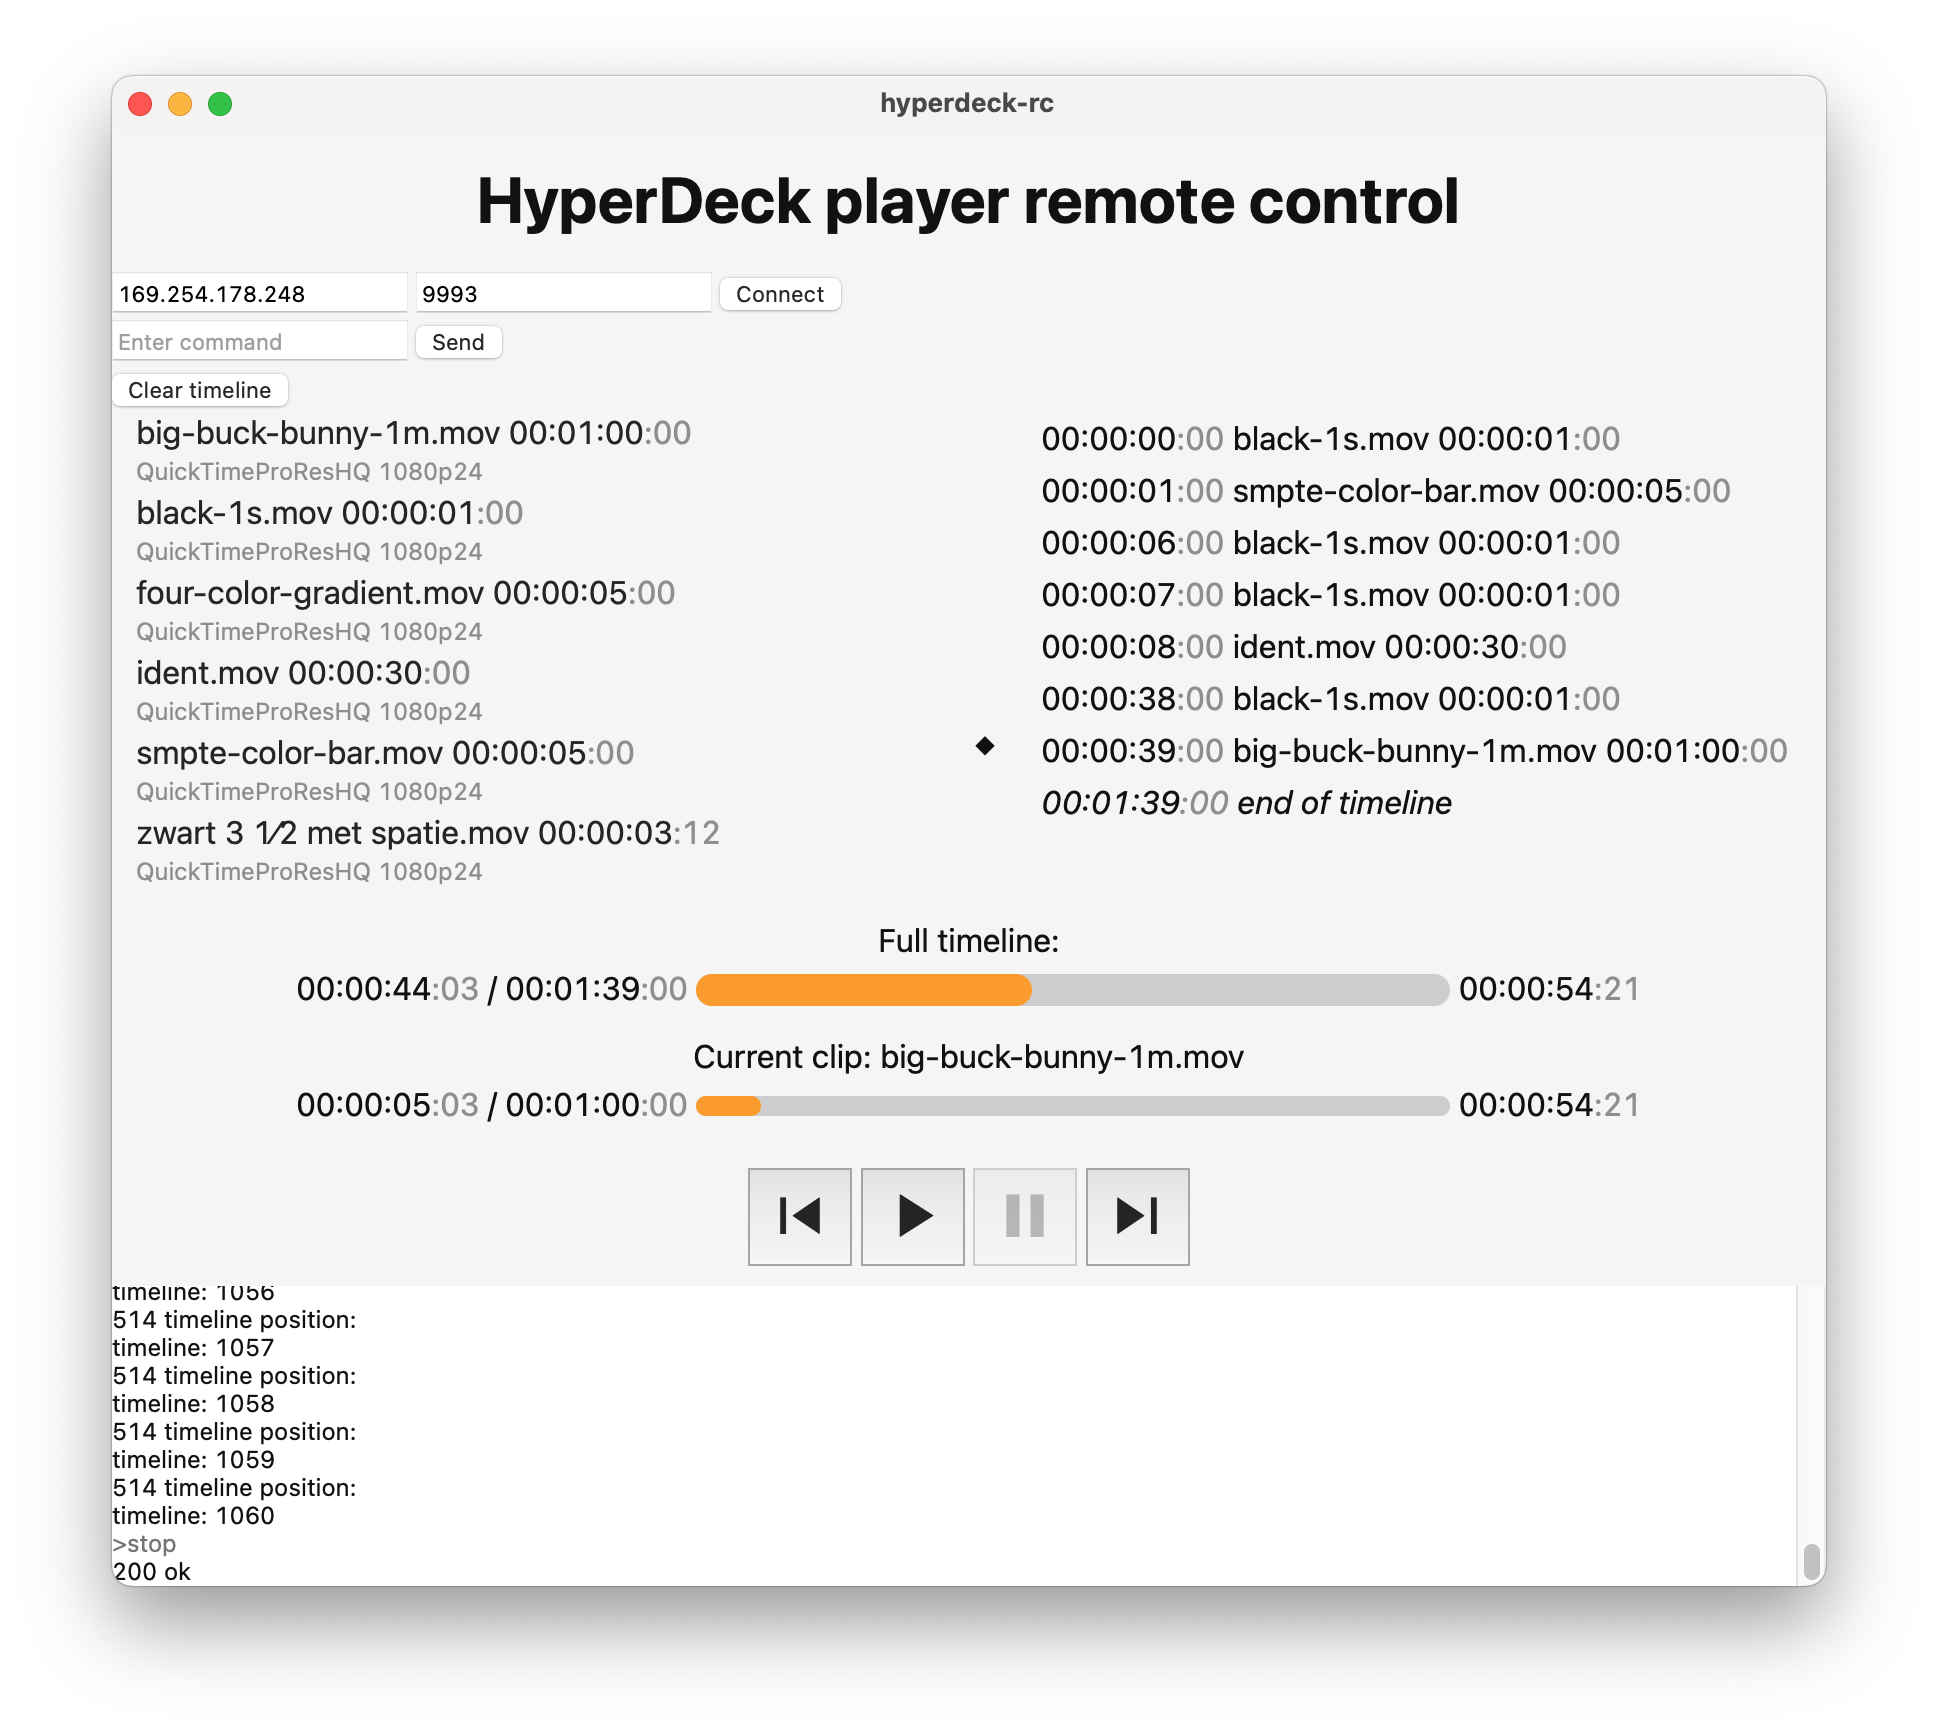 hyperdeck-rc
HyperDeck player remote control
169.254.178.248 9993 Connect
Enter command Send
Clear timeline
big-buck-bunny-1m.mov 00:01:00:00
QuickTimeProResHQ 1080p24
black-1s.mov 00:00:01:00
QuickTimeProResHQ 1080p24
four-color-gradient.mov 00:00:05:00
QuickTimeProResHQ 1080p24
ident.mov 00:00:30:00
QuickTimeProResHQ 1080p24
smpte-color-bar.mov 00:00:05:00
QuickTimeProResHQ 1080p24
zwart 3 1⁄2 met spatie.mov 00:00:03:12
QuickTimeProResHQ 1080p24
00:00:00:00 black-1s.mov 00:00:01:00
00:00:01:00 smpte-color-bar.mov 00:00:05:00
00:00:06:00 black-1s.mov 00:00:01:00
00:00:07:00 black-1s.mov 00:00:01:00
00:00:08:00 ident.mov 00:00:30:00
00:00:38:00 black-1s.mov 00:00:01:00
◆ 00:00:39:00 big-buck-bunny-1m.mov 00:01:00:00
00:01:39:00 end of timeline
Full timeline:
00:00:44:03 / 00:01:39:00 00:00:54:21
Current clip: big-buck-bunny-1m.mov
00:00:05:03 / 00:01:00:00 00:00:54:21
timeline: 1056
514 timeline position:
timeline: 1057
514 timeline position:
timeline: 1058
514 timeline position:
timeline: 1059
514 timeline position:
timeline: 1060
>stop
200 ok